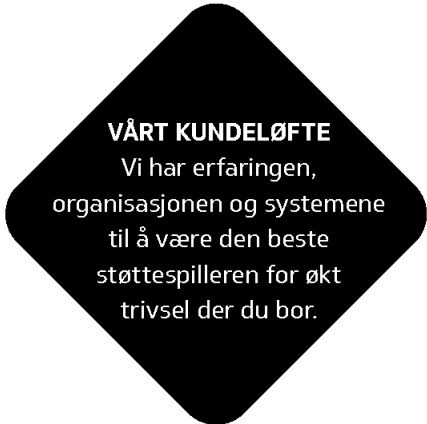 VÅRT KUNDELØFTE
Vi har erfaringen,
organisasjonen og systemene
til å være den beste
støttespilleren for økt
trivsel der du bor.